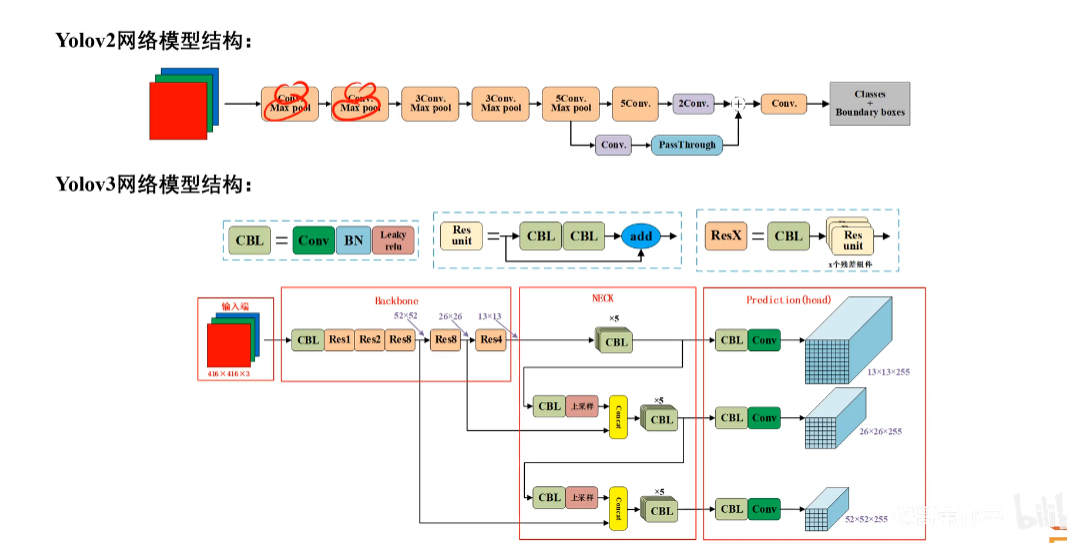 Yolov2网络模型结构:
Conv. Conv. 3Conv. 3Conv. 5Conv. 5Conv. 2Conv. + Conv. Classes
Max pool Max pool Max pool Max pool Max pool + Boundary boxes
Conv. PassThrough
Yolov3网络模型结构:
CBL = Conv BN Leaky relu
Res unit = CBL CBL add
ResX = CBL Res unit
x个残差组件
输入端
416×416×3
Backbone
52×52 26×26 13×13
CBL Res1 Res2 Res8 Res8 Res4
NECK
×5
CBL
CBL 上采样 Concat ×5 CBL
CBL 上采样 Concat ×5 CBL
Prediction(head)
CBL Conv
13×13×255
CBL Conv
26×26×255
CBL Conv
52×52×255